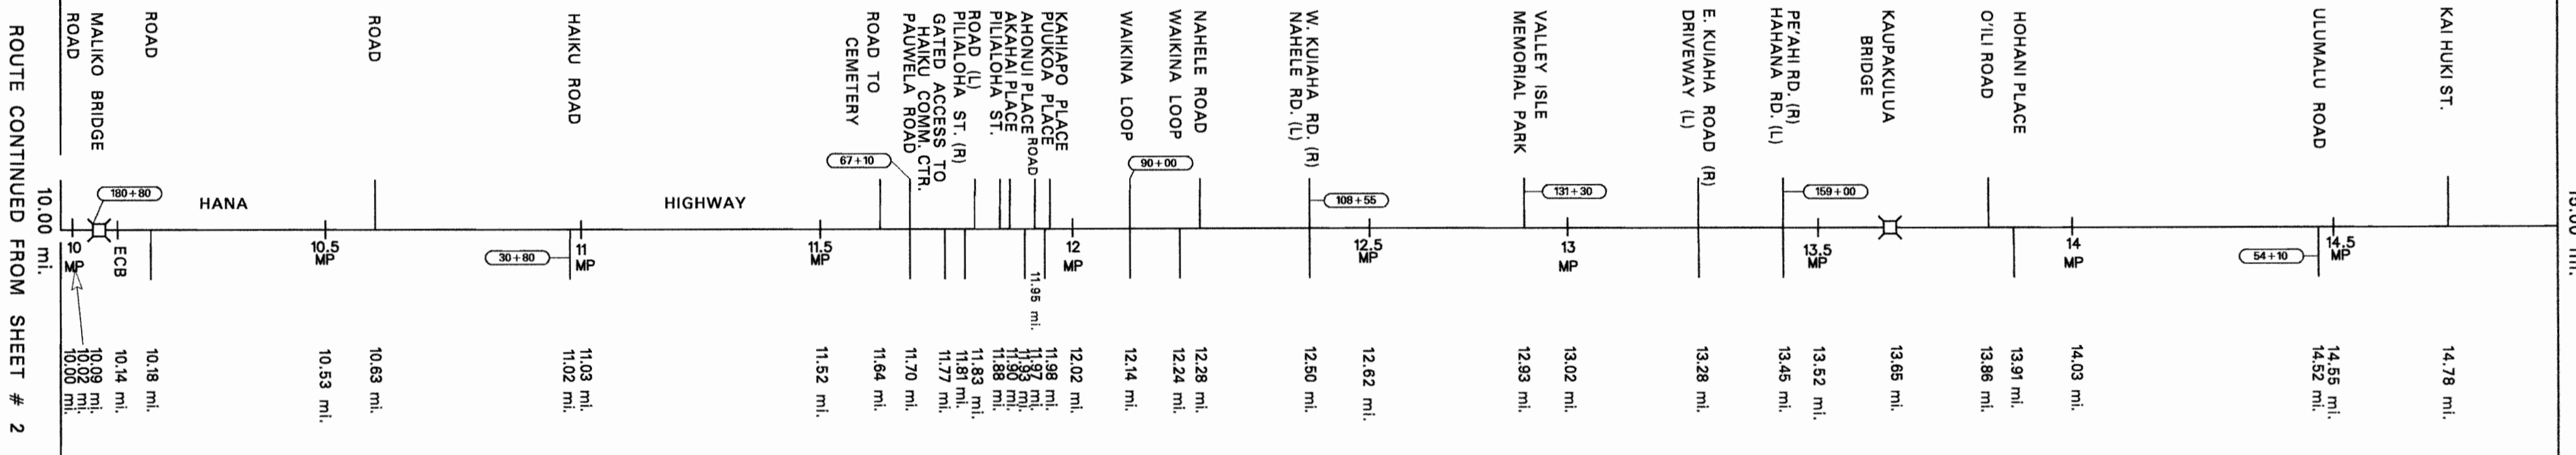 ROUTE CONTINUED FROM SHEET # 2
10.00 mi.
ROAD
MALIKO BRIDGE
ROAD
ROAD
HAIKU ROAD
ROAD TO
CEMETERY
PAUWELA ROAD
HAIKU COMM. CTR.
GATED ACCESS TO
PILIALOHA ST. (R)
ROAD (L)
PILIALOHA ST.
AKAHAI PLACE
AHONUI PLACE
ROAD
PUUKOA PLACE
KAHIAPO PLACE
WAIKINA LOOP
WAIKINA LOOP
NAHELE ROAD
W. KUIAHA RD. (R)
NAHELE RD. (L)
VALLEY ISLE
MEMORIAL PARK
E. KUIAHA ROAD (R)
DRIVEWAY (L)
PE'AHI RD. (R)
HAHANA RD. (L)
KAUPAKULUA
BRIDGE
O'ILI ROAD
HOHANI PLACE
ULUMALU ROAD
KAI HUKI ST.
180+80
67+10
90+00
108+55
131+30
159+00
HANA HIGHWAY
10
MP
ECB
10.5
MP
30+80
11
MP
11.5
MP
11.95 mi.
12
MP
12.5
MP
13
MP
13.5
MP
14
MP
54+10
14.5
MP
10.00 mi.
10.02 mi.
10.09 mi.
10.14 mi.
10.18 mi.
10.53 mi.
10.63 mi.
11.02 mi.
11.03 mi.
11.52 mi.
11.64 mi.
11.70 mi.
11.77 mi.
11.81 mi.
11.83 mi.
11.88 mi.
11.90 mi.
11.93 mi.
11.97 mi.
11.98 mi.
12.02 mi.
12.14 mi.
12.24 mi.
12.28 mi.
12.50 mi.
12.62 mi.
12.93 mi.
13.02 mi.
13.28 mi.
13.45 mi.
13.52 mi.
13.65 mi.
13.86 mi.
13.91 mi.
14.03 mi.
14.52 mi.
14.55 mi.
14.78 mi.
15.00 mi.